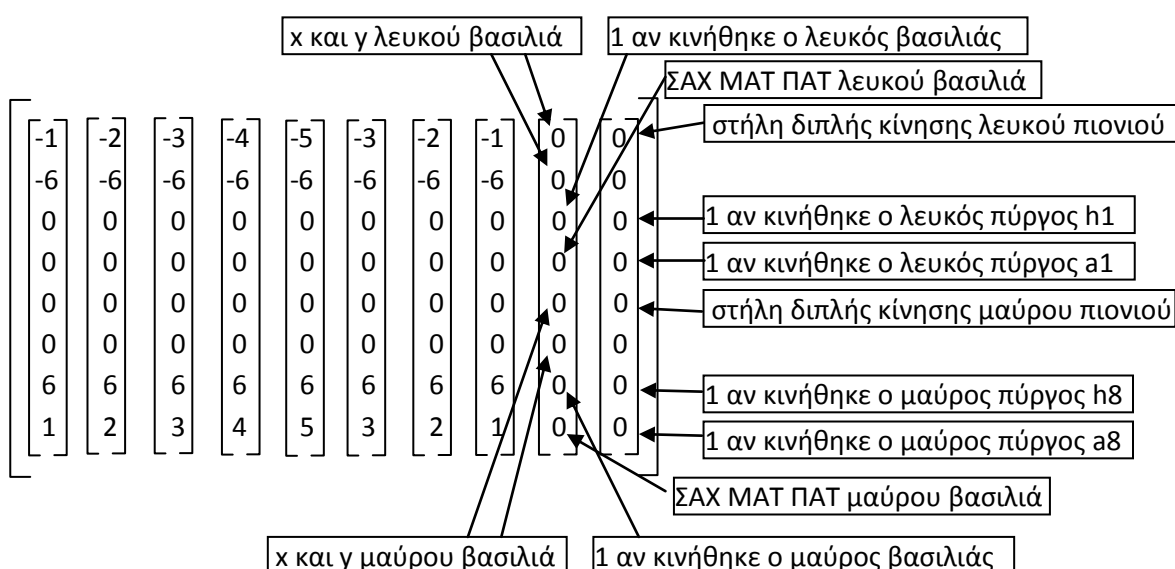 x και y λευκού βασιλιά 1 αν κινήθηκε ο λευκός βασιλιάς
ΣΑΧ ΜΑΤ ΠΑΤ λευκού βασιλιά
-1 -2 -3 -4 -5 -3 -2 -1 0 0 στήλη διπλής κίνησης λευκού πιονιού
-6 -6 -6 -6 -6 -6 -6 -6 0 0
0 0 0 0 0 0 0 0 0 0 1 αν κινήθηκε ο λευκός πύργος h1
0 0 0 0 0 0 0 0 0 0 1 αν κινήθηκε ο λευκός πύργος a1
0 0 0 0 0 0 0 0 0 0 στήλη διπλής κίνησης μαύρου πιονιού
0 0 0 0 0 0 0 0 0 0
6 6 6 6 6 6 6 6 0 0 1 αν κινήθηκε ο μαύρος πύργος h8
1 2 3 4 5 3 2 1 0 0 1 αν κινήθηκε ο μαύρος πύργος a8
ΣΑΧ ΜΑΤ ΠΑΤ μαύρου βασιλιά
x και y μαύρου βασιλιά 1 αν κινήθηκε ο μαύρος βασιλιάς